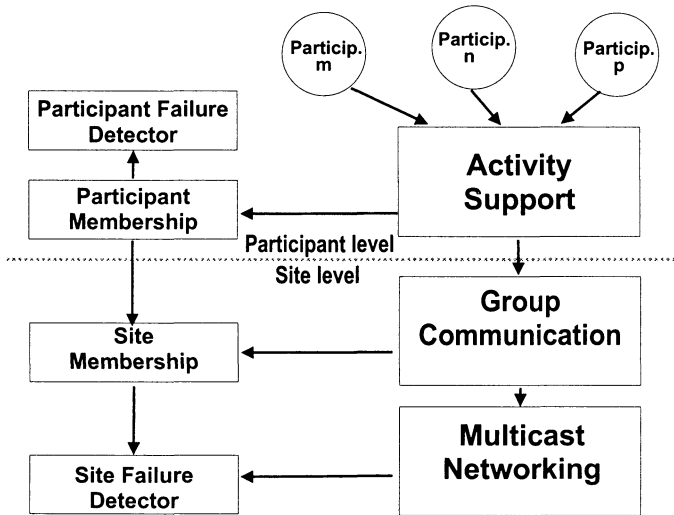 Particip.
m
Particip.
n
Particip.
p
Participant Failure
Detector
Activity
Support
Participant
Membership
Participant level
Site level
Group
Communication
Site
Membership
Multicast
Networking
Site Failure
Detector